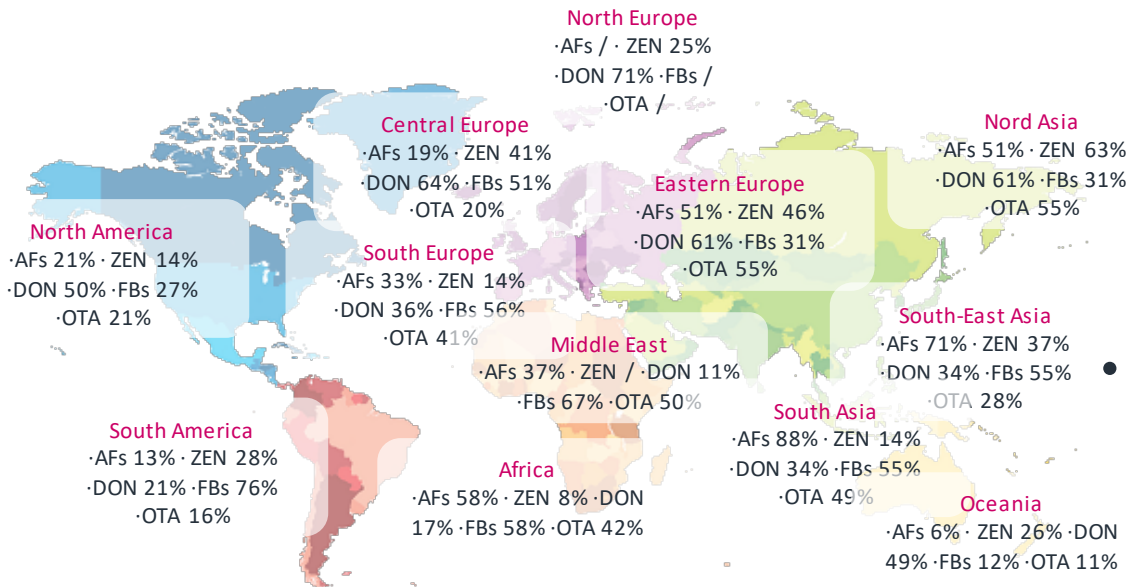 North Europe
·AFs / · ZEN 25%
·DON 71% ·FBs /
·OTA /
Central Europe
·AFs 19% · ZEN 41%
·DON 64% ·FBs 51%
·OTA 20%
Nord Asia
·AFs 51% · ZEN 63%
·DON 61% ·FBs 31%
·OTA 55%
Eastern Europe
·AFs 51% · ZEN 46%
·DON 61% ·FBs 31%
·OTA 55%
North America
·AFs 21% · ZEN 14%
·DON 50% ·FBs 27%
·OTA 21%
South Europe
·AFs 33% · ZEN 14%
·DON 36% ·FBs 56%
·OTA 41%
South-East Asia
·AFs 71% · ZEN 37%
·DON 34% ·FBs 55%
·OTA 28%
Middle East
·AFs 37% · ZEN / ·DON 11%
·FBs 67% ·OTA 50%
South Asia
·AFs 88% · ZEN 14%
·DON 34% ·FBs 55%
·OTA 49%
South America
·AFs 13% · ZEN 28%
·DON 21% ·FBs 76%
·OTA 16%
Africa
·AFs 58% · ZEN 8% ·DON
17% ·FBs 58% ·OTA 42%
Oceania
·AFs 6% · ZEN 26% ·DON
49% ·FBs 12% ·OTA 11%